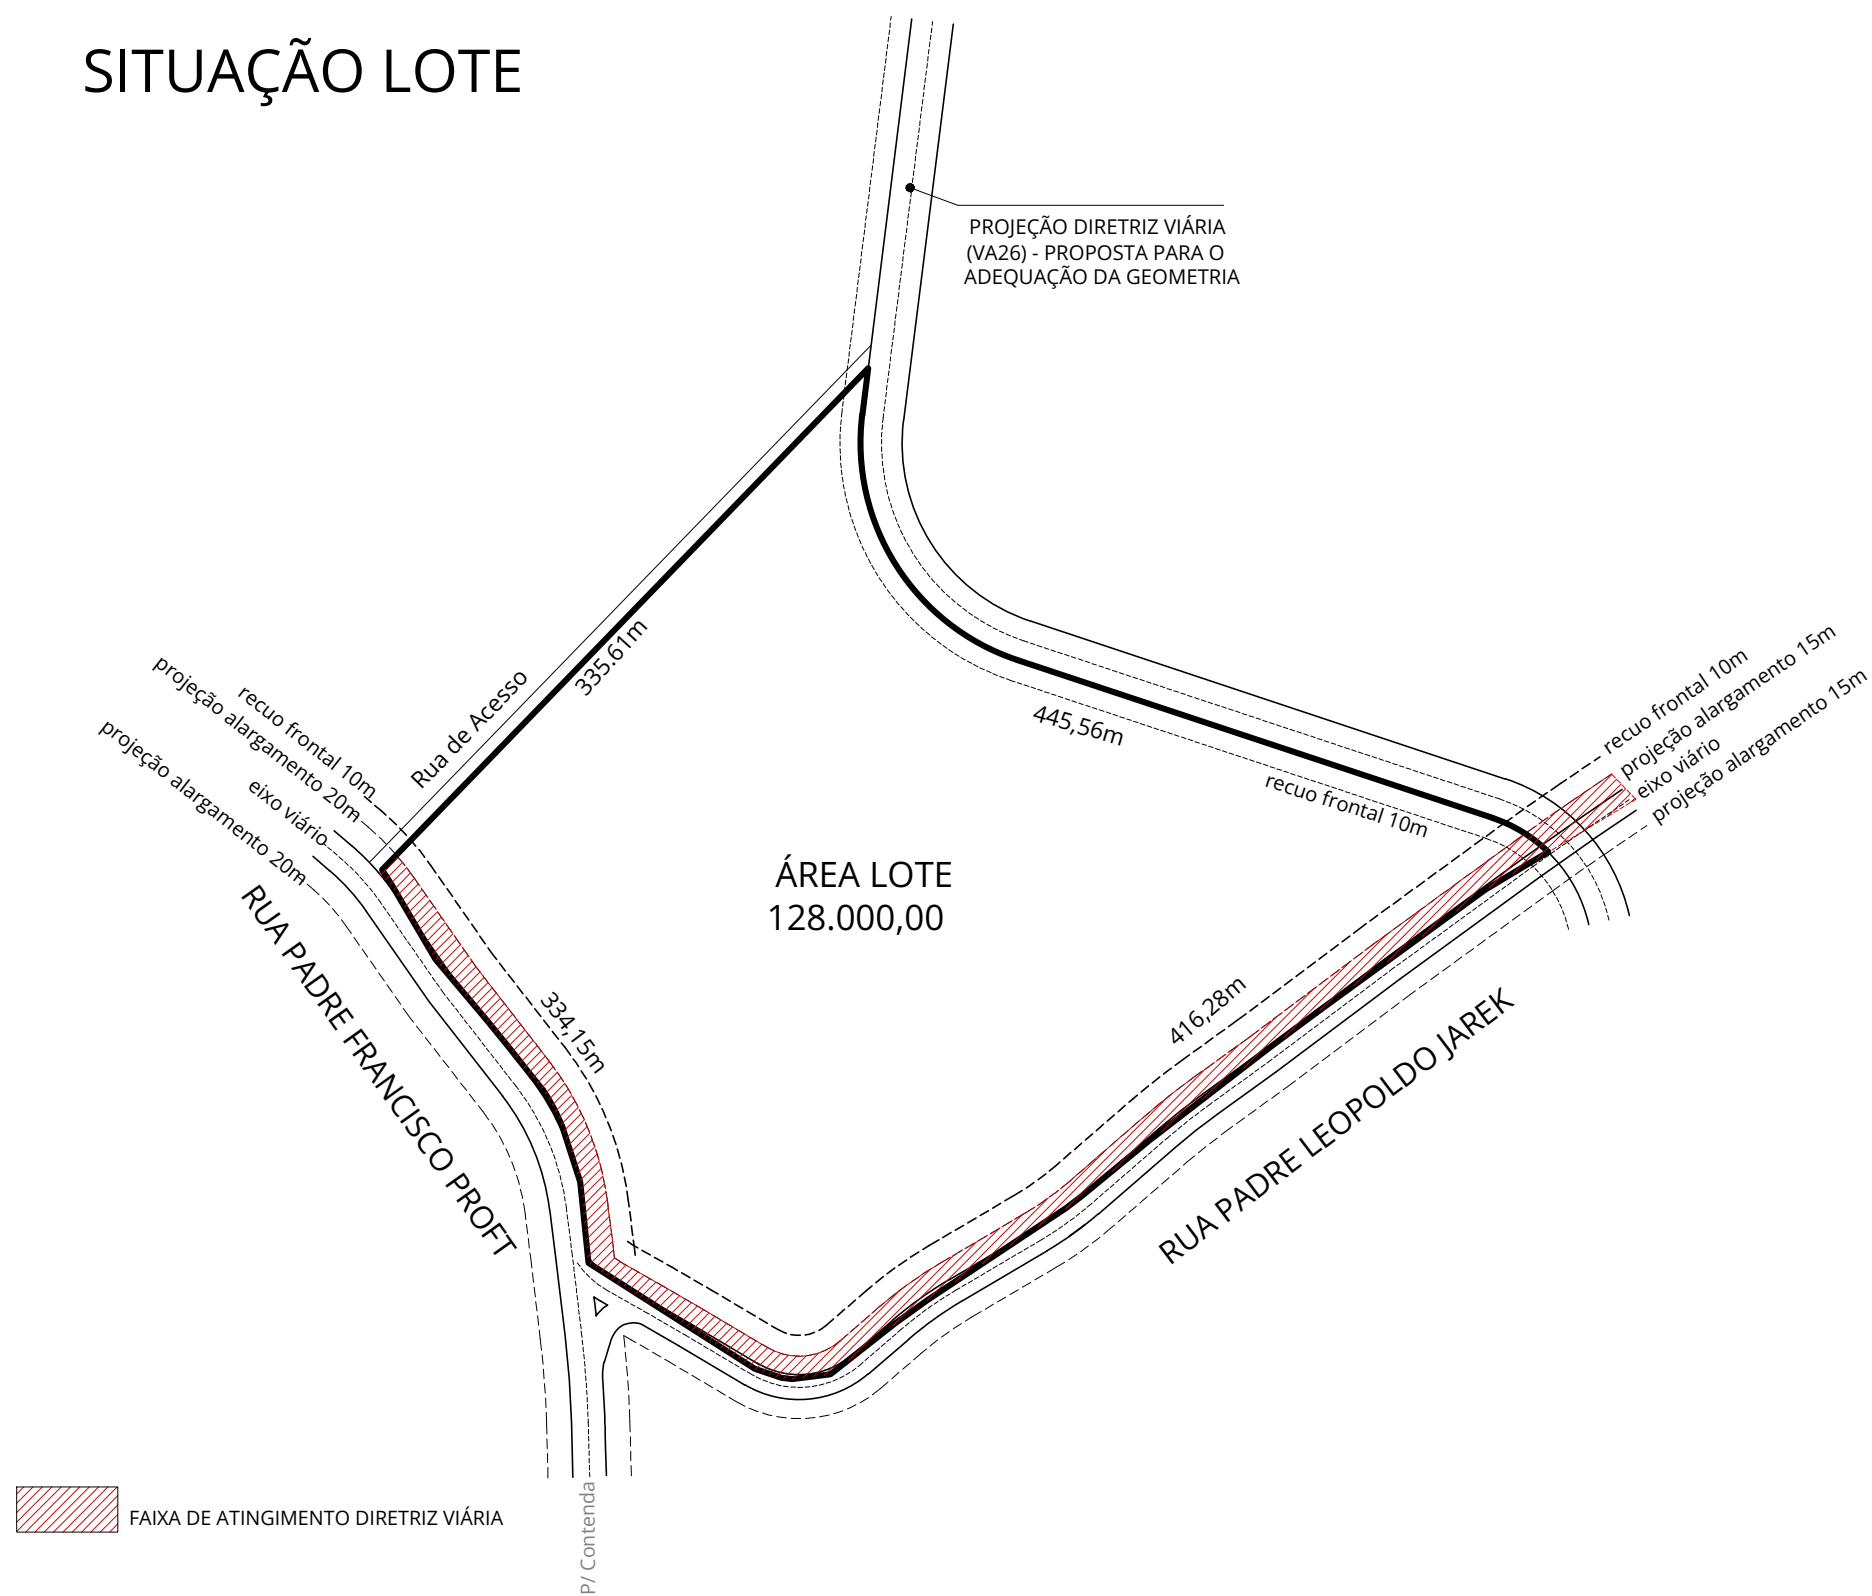 SITUAÇÃO LOTE
PROJEÇÃO DIRETRIZ VIÁRIA
(VA26) - PROPOSTA PARA O
ADEQUAÇÃO DA GEOMETRIA
335.61m
Rua de Acesso
recuo frontal 10m
projeção alargamento 20m
eixo viário
projeção alargamento 20m
RUA PADRE FRANCISCO PROFT
334,15m
ÁREA LOTE
128.000,00
445,56m
recuo frontal 10m
recuo frontal 10m
projeção alargamento 15m
eixo viário
projeção alargamento 15m
416,28m
RUA PADRE LEOPOLDO JAREK
P/ Contenda
FAIXA DE ATINGIMENTO DIRETRIZ VIÁRIA